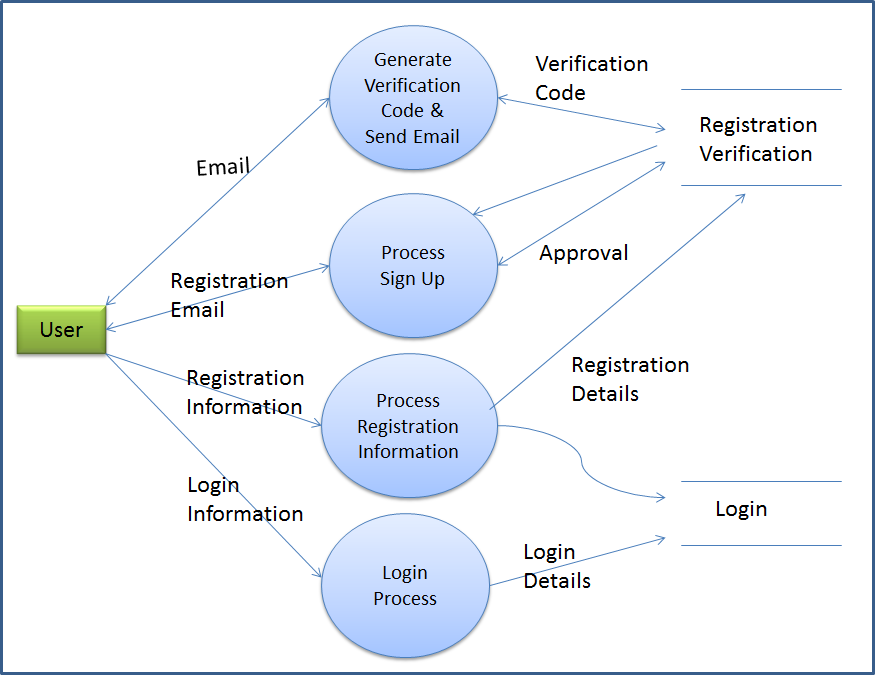 Generate
Verification
Code &
Send Email
Verification
Code
Registration
Verification
Email
Process
Sign Up
Approval
Registration
Email
User
Registration
Information
Process
Registration
Information
Registration
Details
Login
Information
Login
Login
Process
Login
Details